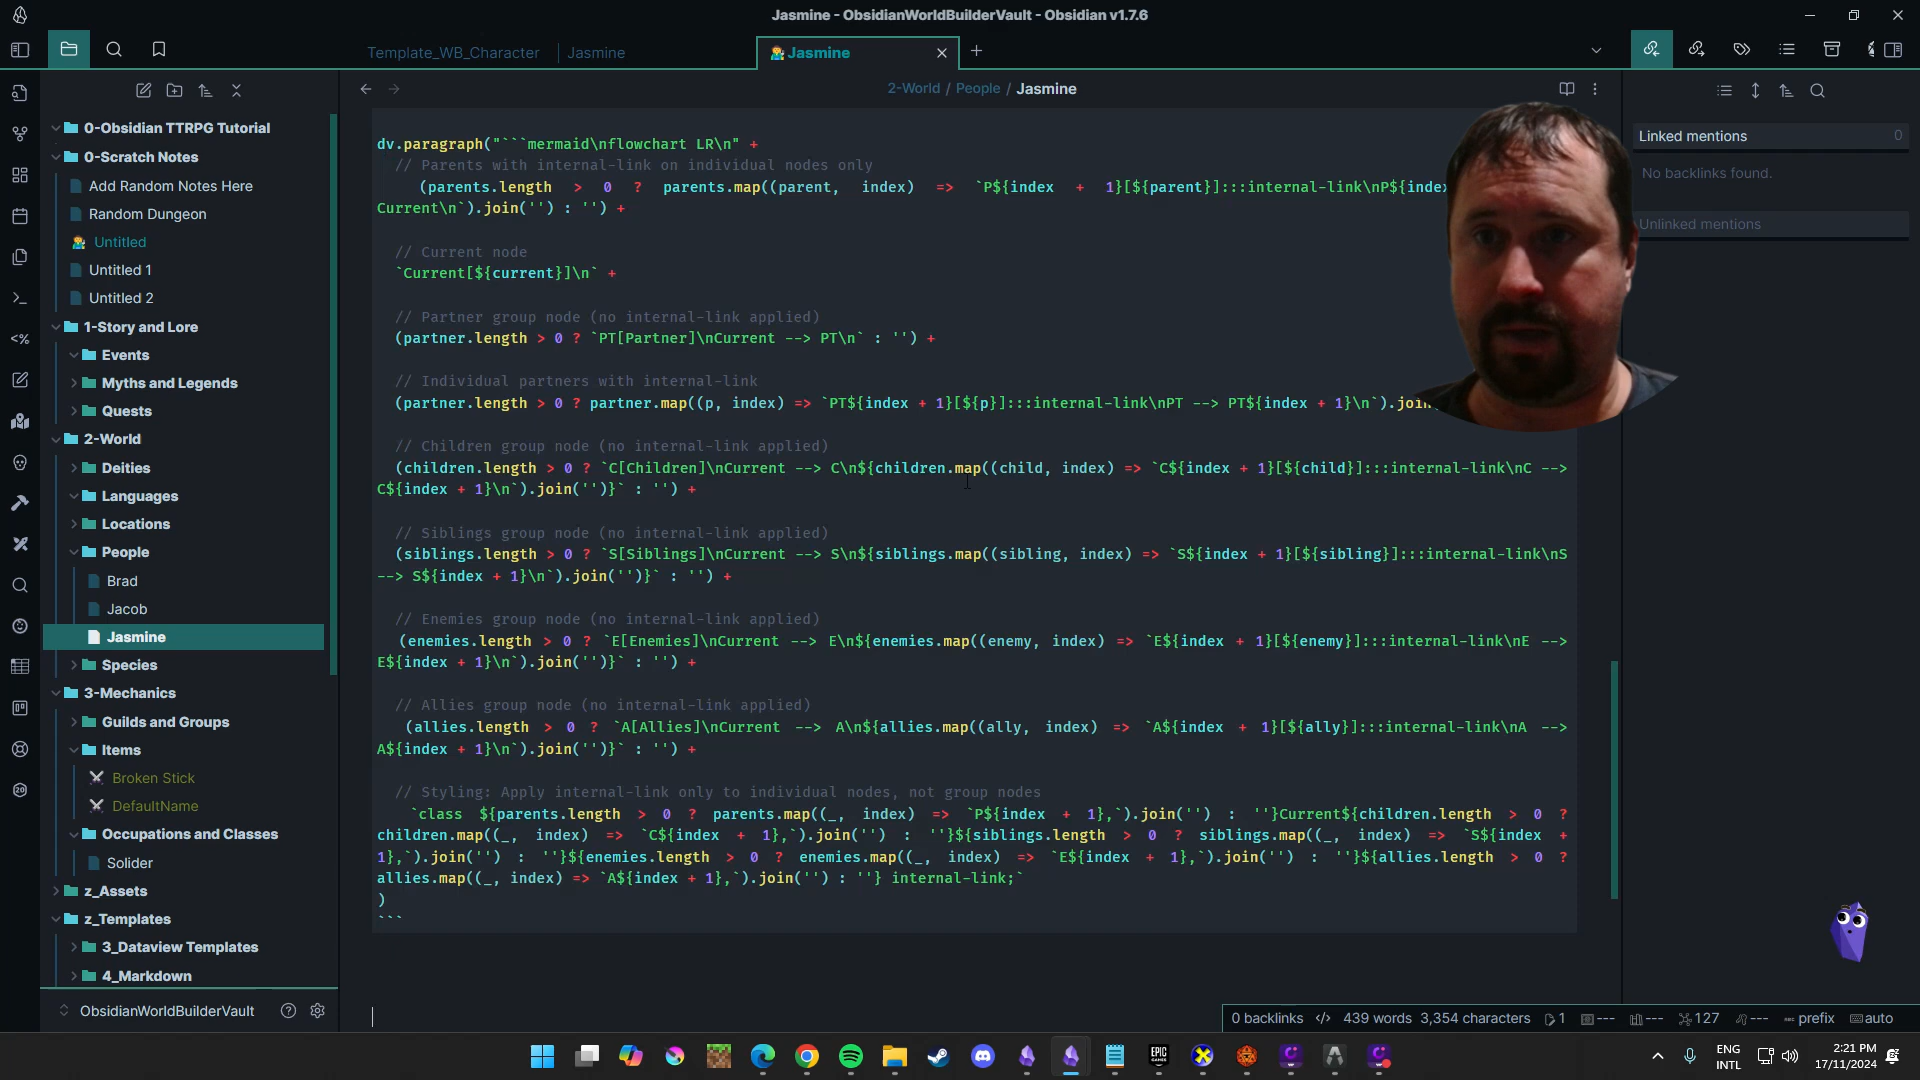 Jasmine - ObsidianWorldBuilderVault - Obsidian v1.7.6
Template_WB_Character
Jasmine
Jasmine
2-World / People / Jasmine
0-Obsidian TTRPG Tutorial
0-Scratch Notes
Add Random Notes Here
Random Dungeon
Untitled
Untitled 1
Untitled 2
1-Story and Lore
Events
Myths and Legends
Quests
2-World
Deities
Languages
Locations
People
Brad
Jacob
Jasmine
Species
3-Mechanics
Guilds and Groups
Items
Broken Stick
DefaultName
Occupations and Classes
Solider
z_Assets
z_Templates
3_Dataview Templates
4_Markdown
ObsidianWorldBuilderVault
dv.paragraph("```mermaid\nflowchart LR\n" +
// Parents with internal-link on individual nodes only
(parents.length > 0 ? parents.map((parent, index) => `P${index + 1}[${parent}]:::internal-link\nP${index
Current\n`).join('') : '') +
// Current node
`Current[${current}]\n` +
// Partner group node (no internal-link applied)
(partner.length > 0 ? `PT[Partner]\nCurrent --> PT\n` : '') +
// Individual partners with internal-link
(partner.length > 0 ? partner.map((p, index) => `PT${index + 1}[${p}]:::internal-link\nPT --> PT${index + 1}\n`).join
// Children group node (no internal-link applied)
(children.length > 0 ? `C[Children]\nCurrent --> C\n${children.map((child, index) => `C${index + 1}[${child}]:::internal-link\nC -->
C${index + 1}\n`).join('')}` : '') +
// Siblings group node (no internal-link applied)
(siblings.length > 0 ? `S[Siblings]\nCurrent --> S\n${siblings.map((sibling, index) => `S${index + 1}[${sibling}]:::internal-link\nS
--> S${index + 1}\n`).join('')}` : '') +
// Enemies group node (no internal-link applied)
(enemies.length > 0 ? `E[Enemies]\nCurrent --> E\n${enemies.map((enemy, index) => `E${index + 1}[${enemy}]:::internal-link\nE -->
E${index + 1}\n`).join('')}` : '') +
// Allies group node (no internal-link applied)
(allies.length > 0 ? `A[Allies]\nCurrent --> A\n${allies.map((ally, index) => `A${index + 1}[${ally}]:::internal-link\nA -->
A${index + 1}\n`).join('')}` : '') +
// Styling: Apply internal-link only to individual nodes, not group nodes
`class ${parents.length > 0 ? parents.map((_, index) => `P${index + 1},`).join('') : ''}Current${children.length > 0 ?
children.map((_, index) => `C${index + 1},`).join('') : ''}${siblings.length > 0 ? siblings.map((_, index) => `S${index +
1},`).join('') : ''}${enemies.length > 0 ? enemies.map((_, index) => `E${index + 1},`).join('') : ''}${allies.length > 0 ?
allies.map((_, index) => `A${index + 1},`).join('') : ''} internal-link;`
)
```
Linked mentions 0
No backlinks found.
Unlinked mentions
0 backlinks </> 439 words 3,354 characters 1 --- --- 127 --- prefix auto
ENG
INTL
2:21 PM
17/11/2024